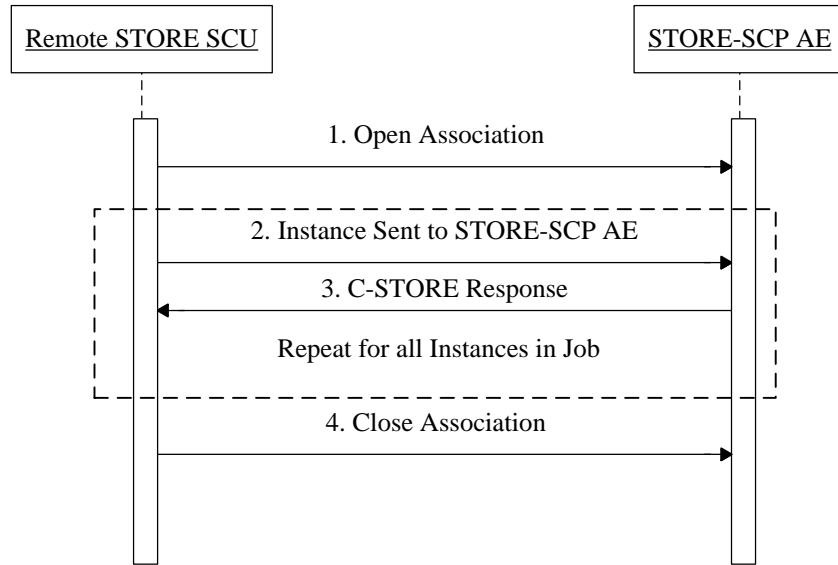 Remote STORE SCU
STORE-SCP AE
1. Open Association
2. Instance Sent to STORE-SCP AE
3. C-STORE Response
Repeat for all Instances in Job
4. Close Association